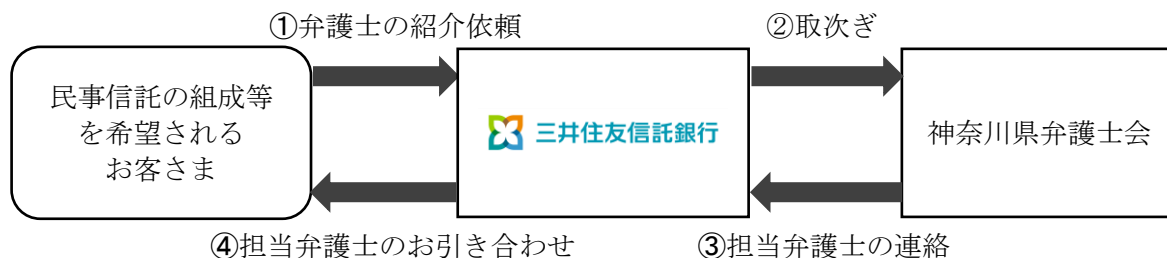 ①弁護士の紹介依頼
②取次ぎ
民事信託の組成等
を希望される
お客さま
三井住友信託銀行
神奈川県弁護士会
④担当弁護士のお引き合わせ
③担当弁護士の連絡